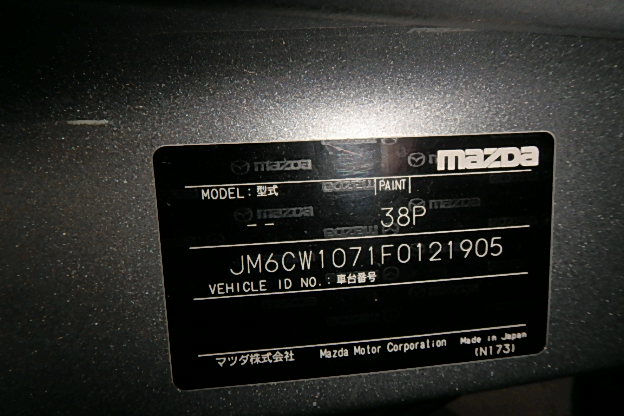 mazda
MODEL: 型式 PAINT
-- 38P
JM6CW1071F0121905
VEHICLE ID NO.: 車台番号
マツダ株式会社 Mazda Motor Corporation Made in Japan
(N173)